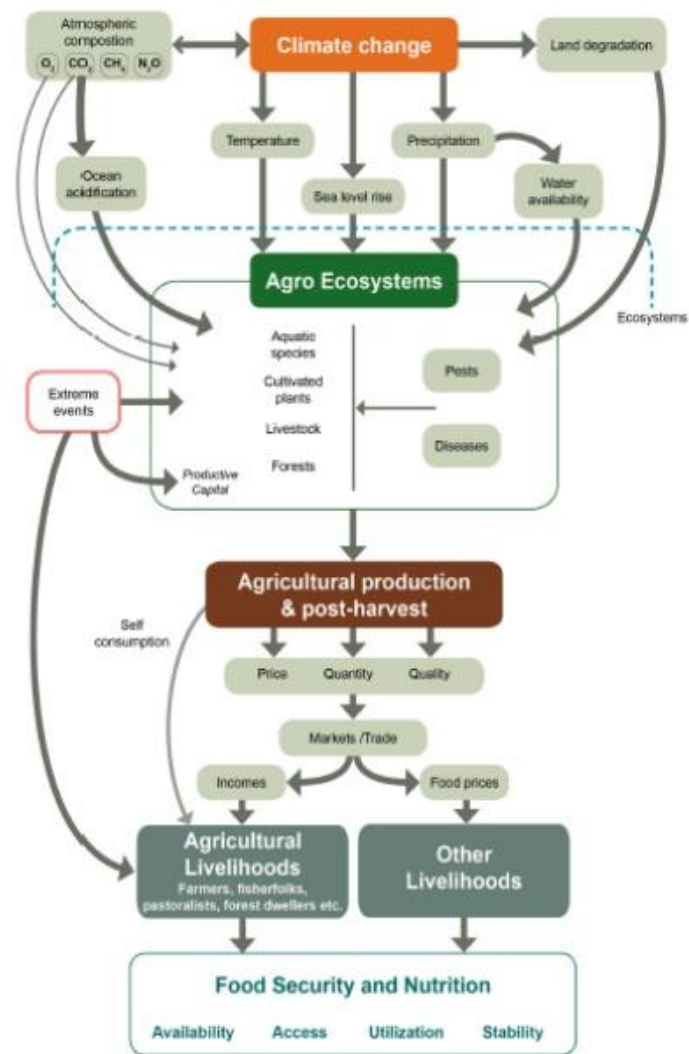 Atmospheric
compostion
O₃ CO₂ CH₄ N₂O
Climate change
Land degradation
Temperature
Precipitation
Ocean
acidification
Sea level rise
Water
availability
Agro Ecosystems
Ecosystems
Aquatic
species
Cultivated
plants
Livestock
Forests
Pests
Diseases
Extreme
events
Productive
Capital
Agricultural production
& post-harvest
Self
consumption
Price Quantity Quality
Markets /Trade
Incomes
Food prices
Agricultural
Livelihoods
Farmers, fisherfolks,
pastoralists, forest dwellers etc.
Other
Livelihoods
Food Security and Nutrition
Availability Access Utilization Stability